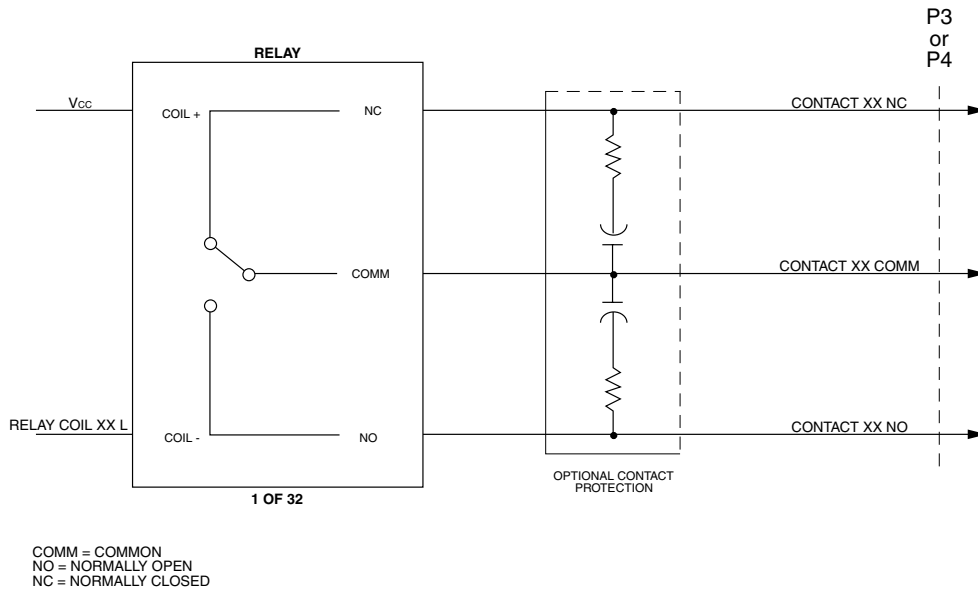 P3
or
P4
RELAY
Vcc
COIL +
NC
CONTACT XX NC
COMM
CONTACT XX COMM
RELAY COIL XX L
COIL -
NO
CONTACT XX NO
OPTIONAL CONTACT
PROTECTION
1 OF 32
COMM = COMMON
NO = NORMALLY OPEN
NC = NORMALLY CLOSED